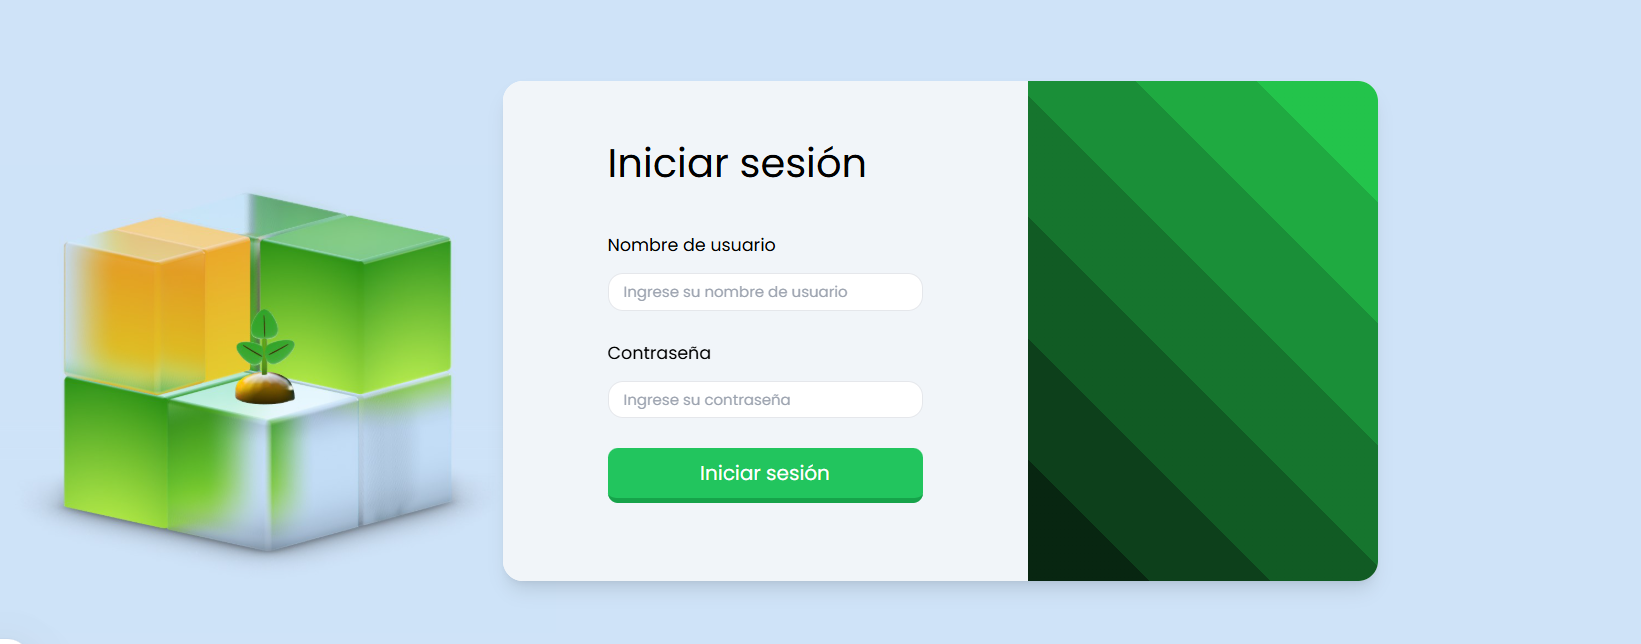 Iniciar sesión
Nombre de usuario
Ingrese su nombre de usuario
Contraseña
Ingrese su contraseña
Iniciar sesión